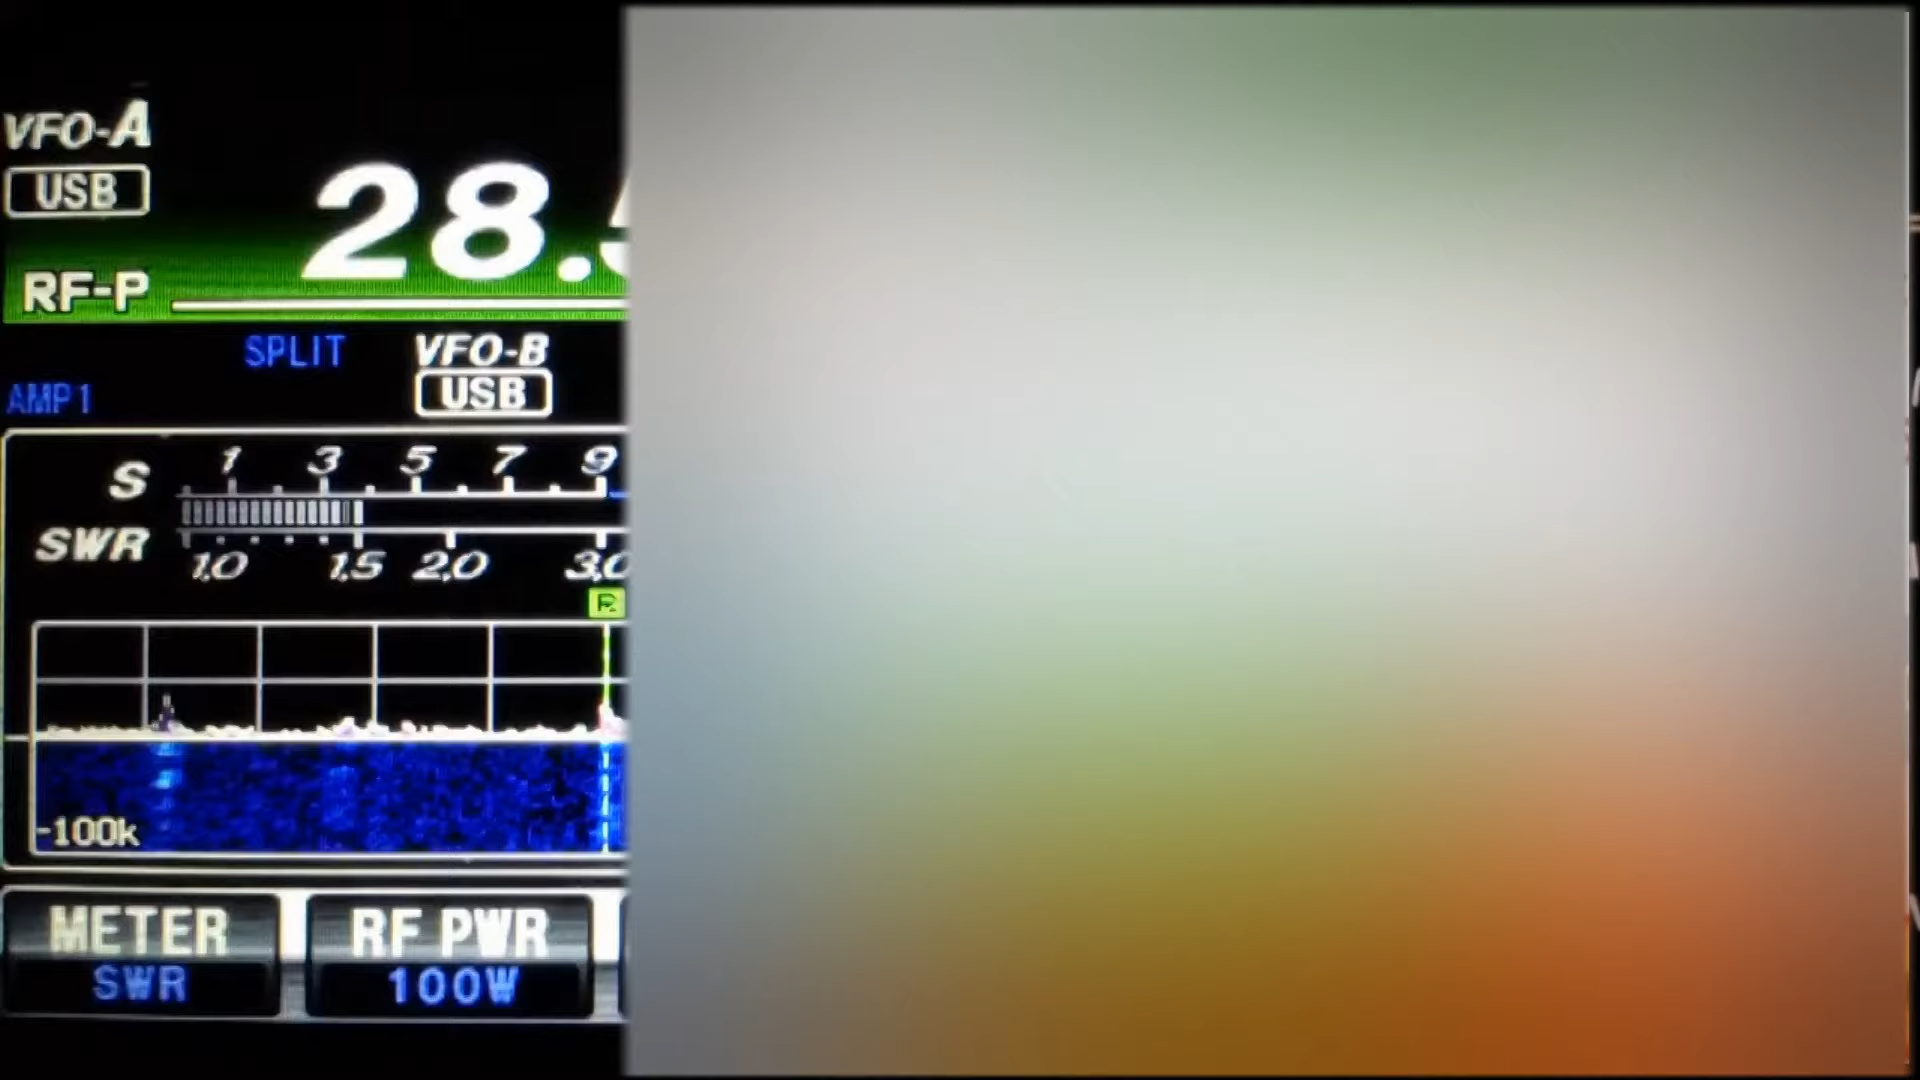 VFO-A
USB
28.
RF-P
SPLIT
VFO-B
AMP1
USB
S 1 3 5 7 9
SWR 1.0 1.5 2.0 3.0
R
-100k
METER RF PWR
SWR 100W